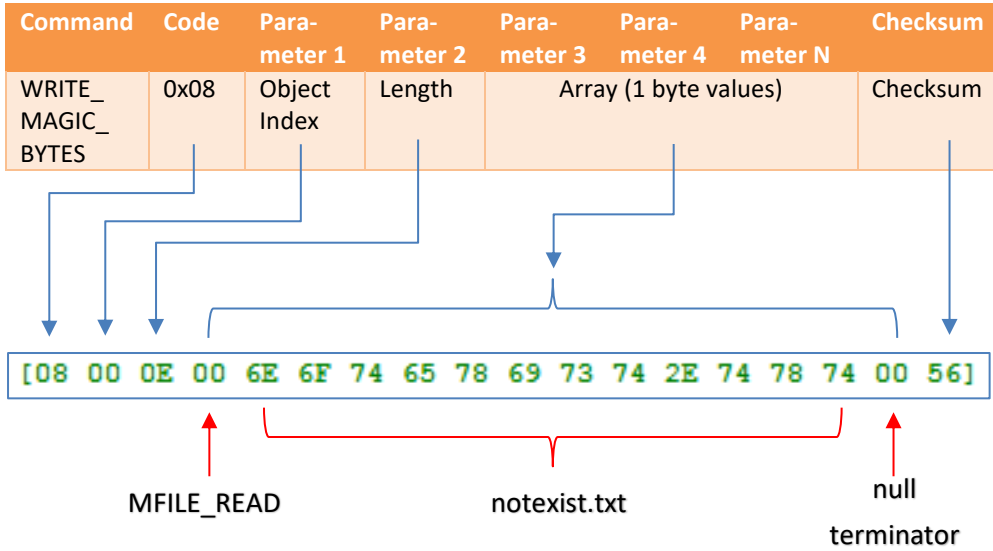 Command Code Para- Para- Para- Para- Para- Checksum
meter 1 meter 2 meter 3 meter 4 meter N
WRITE_ 0x08 Object Length Array (1 byte values) Checksum
MAGIC_ Index
BYTES
[08 00 0E 00 6E 6F 74 65 78 69 73 74 2E 74 78 74 00 56]
MFILE_READ notexist.txt null
terminator